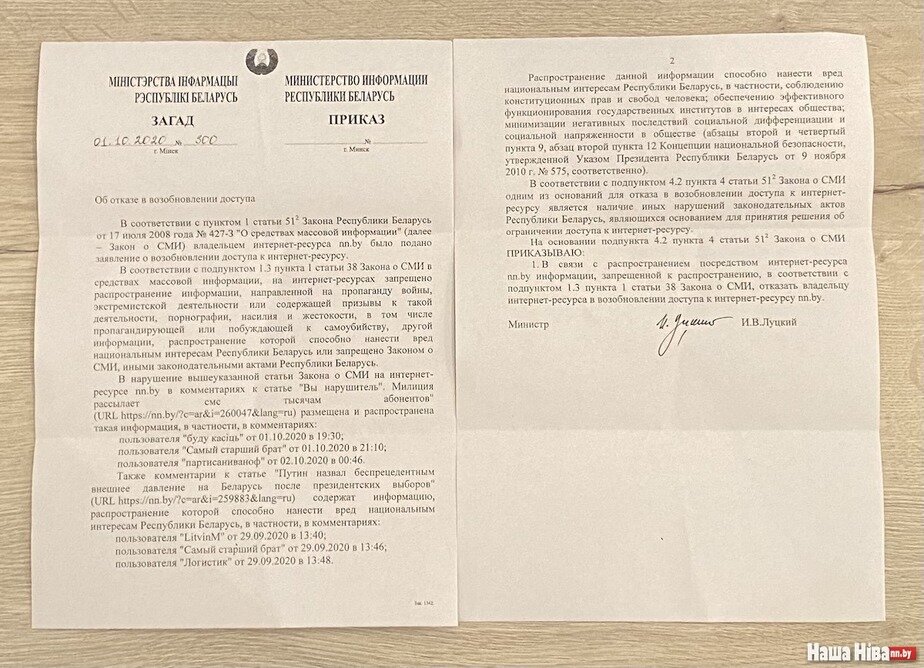 МІНІСТЭРСТВА ІНФАРМАЦЫІ
РЭСПУБЛІКІ БЕЛАРУСЬ
ЗАГАД
01.10.2020 № 300
г. Мінск
МИНИСТЕРСТВО ИНФОРМАЦИИ
РЕСПУБЛИКИ БЕЛАРУСЬ
ПРИКАЗ
№
г. Минск
Об отказе в возобновлении доступа
В соответствии с пунктом 1 статьи 51² Закона Республики Беларусь
от 17 июля 2008 года № 427-З "О средствах массовой информации" (далее
– Закон о СМИ) владельцем интернет-ресурса nn.by было подано
заявление о возобновлении доступа к интернет-ресурсу.
В соответствии с подпунктом 1.3 пункта 1 статьи 38 Закона о СМИ в
средствах массовой информации, на интернет-ресурсах запрещено
распространение информации, направленной на пропаганду войны,
экстремистской деятельности или содержащей призывы к такой
деятельности, порнографии, насилия и жестокости, в том числе
пропагандирующей или побуждающей к самоубийству, другой
информации, распространение которой способно нанести вред
национальным интересам Республики Беларусь или запрещено Законом о
СМИ, иными законодательными актами Республики Беларусь.
В нарушение вышеуказанной статьи Закона о СМИ на интернет-
ресурсе nn.by в комментариях к статье "Вы нарушитель". Милиция
рассылает смс тысячам абонентов"
(URL https://nn.by/?c=ar&i=260047&lang=ru) размещена и распространена
такая информация, в частности, в комментариях:
пользователя "буду касіць" от 01.10.2020 в 19:30;
пользователя "Самый старший брат" от 01.10.2020 в 21:10;
пользователя "партисаниваноф" от 02.10.2020 в 00:46.
Также комментарии к статье "Путин назвал беспрецедентным
внешнее давление на Беларусь после президентских выборов"
(URL https://nn.by/?c=ar&i=259883&lang=ru) содержат информацию,
распространение которой способно нанести вред национальным
интересам Республики Беларусь, в частности, в комментариях:
пользователя "LitvinM" от 29.09.2020 в 13:40;
пользователя "Самый старший брат" от 29.09.2020 в 13:46;
пользователя "Логистик" от 29.09.2020 в 13:48.
2
Распространение данной информации способно нанести вред
национальным интересам Республики Беларусь, в частности, соблюдению
конституционных прав и свобод человека; обеспечению эффективного
функционирования государственных институтов в интересах общества;
минимизации негативных последствий социальной дифференциации и
социальной напряженности в обществе (абзацы второй и четвертый
пункта 9, абзац второй пункта 12 Концепции национальной безопасности,
утвержденной Указом Президента Республики Беларусь от 9 ноября
2010 г. № 575, соответственно).
В соответствии с подпунктом 4.2 пункта 4 статьи 51² Закона о СМИ
одним из оснований для отказа в возобновлении доступа к интернет-
ресурсу является наличие иных нарушений законодательных актов
Республики Беларусь, являющихся основанием для принятия решения об
ограничении доступа к интернет-ресурсу.
На основании подпункта 4.2 пункта 4 статьи 51² Закона о СМИ
ПРИКАЗЫВАЮ:
1. В связи с распространением посредством интернет-ресурса
nn.by информации, запрещенной к распространению, в соответствии с
подпунктом 1.3 пункта 1 статьи 38 Закона о СМИ, отказать владельцу
интернет-ресурса в возобновлении доступа к интернет-ресурсу nn.by.
Министр И.В.Луцкий
Наша Ніва nn.by